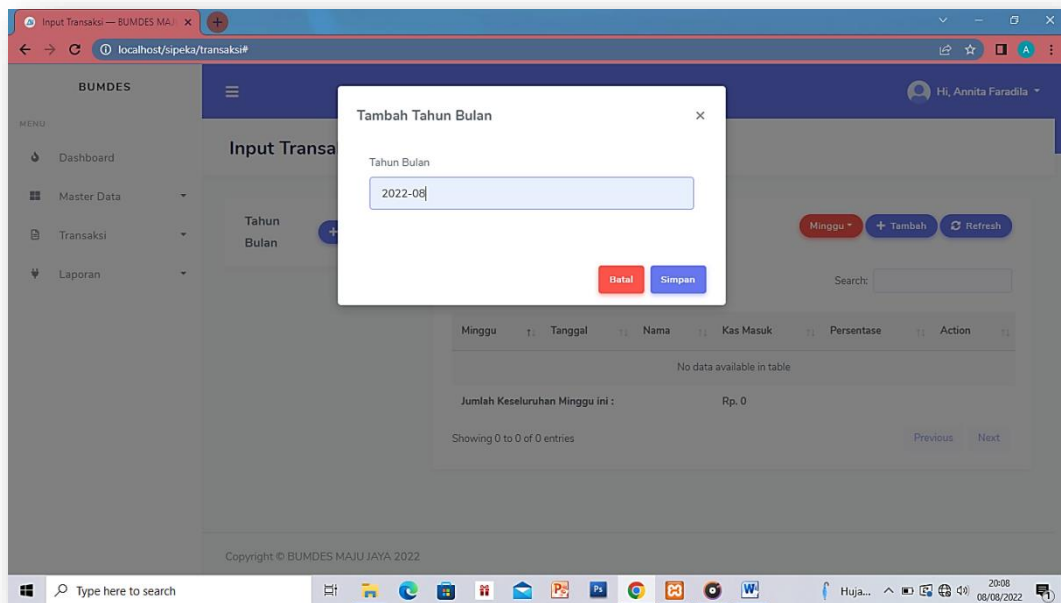 Input Transaksi — BUMDES MAJ
localhost/sipeka/transaksi#
BUMDES
Hi, Annita Faradila
MENU
Dashboard
Master Data
Transaksi
Laporan
Input Transa
Tambah Tahun Bulan
Tahun Bulan
2022-08
Batal Simpan
Tahun
Bulan
Minggu + Tambah Refresh
Search:
Minggu Tanggal Nama Kas Masuk Persentase Action
No data available in table
Jumlah Keseluruhan Minggu ini : Rp. 0
Showing 0 to 0 of 0 entries
Previous Next
Copyright © BUMDES MAJU JAYA 2022
Type here to search
Huja...
20:08
08/08/2022